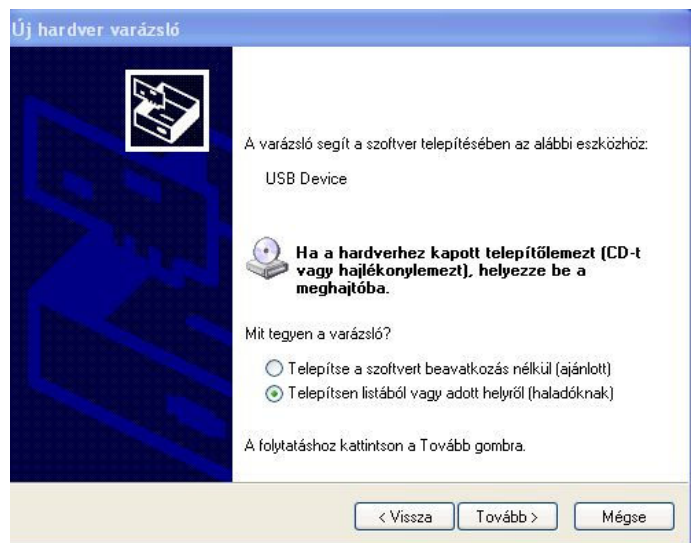 Új hardver varázsló
A varázsló segít a szoftver telepítésében az alábbi eszközhöz:
USB Device
Ha a hardverhez kapott telepítőlemezt (CD-t
vagy hajlékonylemezt), helyezze be a
meghajtóba.
Mit tegyen a varázsló?
Telepítse a szoftvert beavatkozás nélkül (ajánlott)
Telepítsen listából vagy adott helyről (haladóknak)
A folytatáshoz kattintson a Tovább gombra.
< Vissza Tovább > Mégse